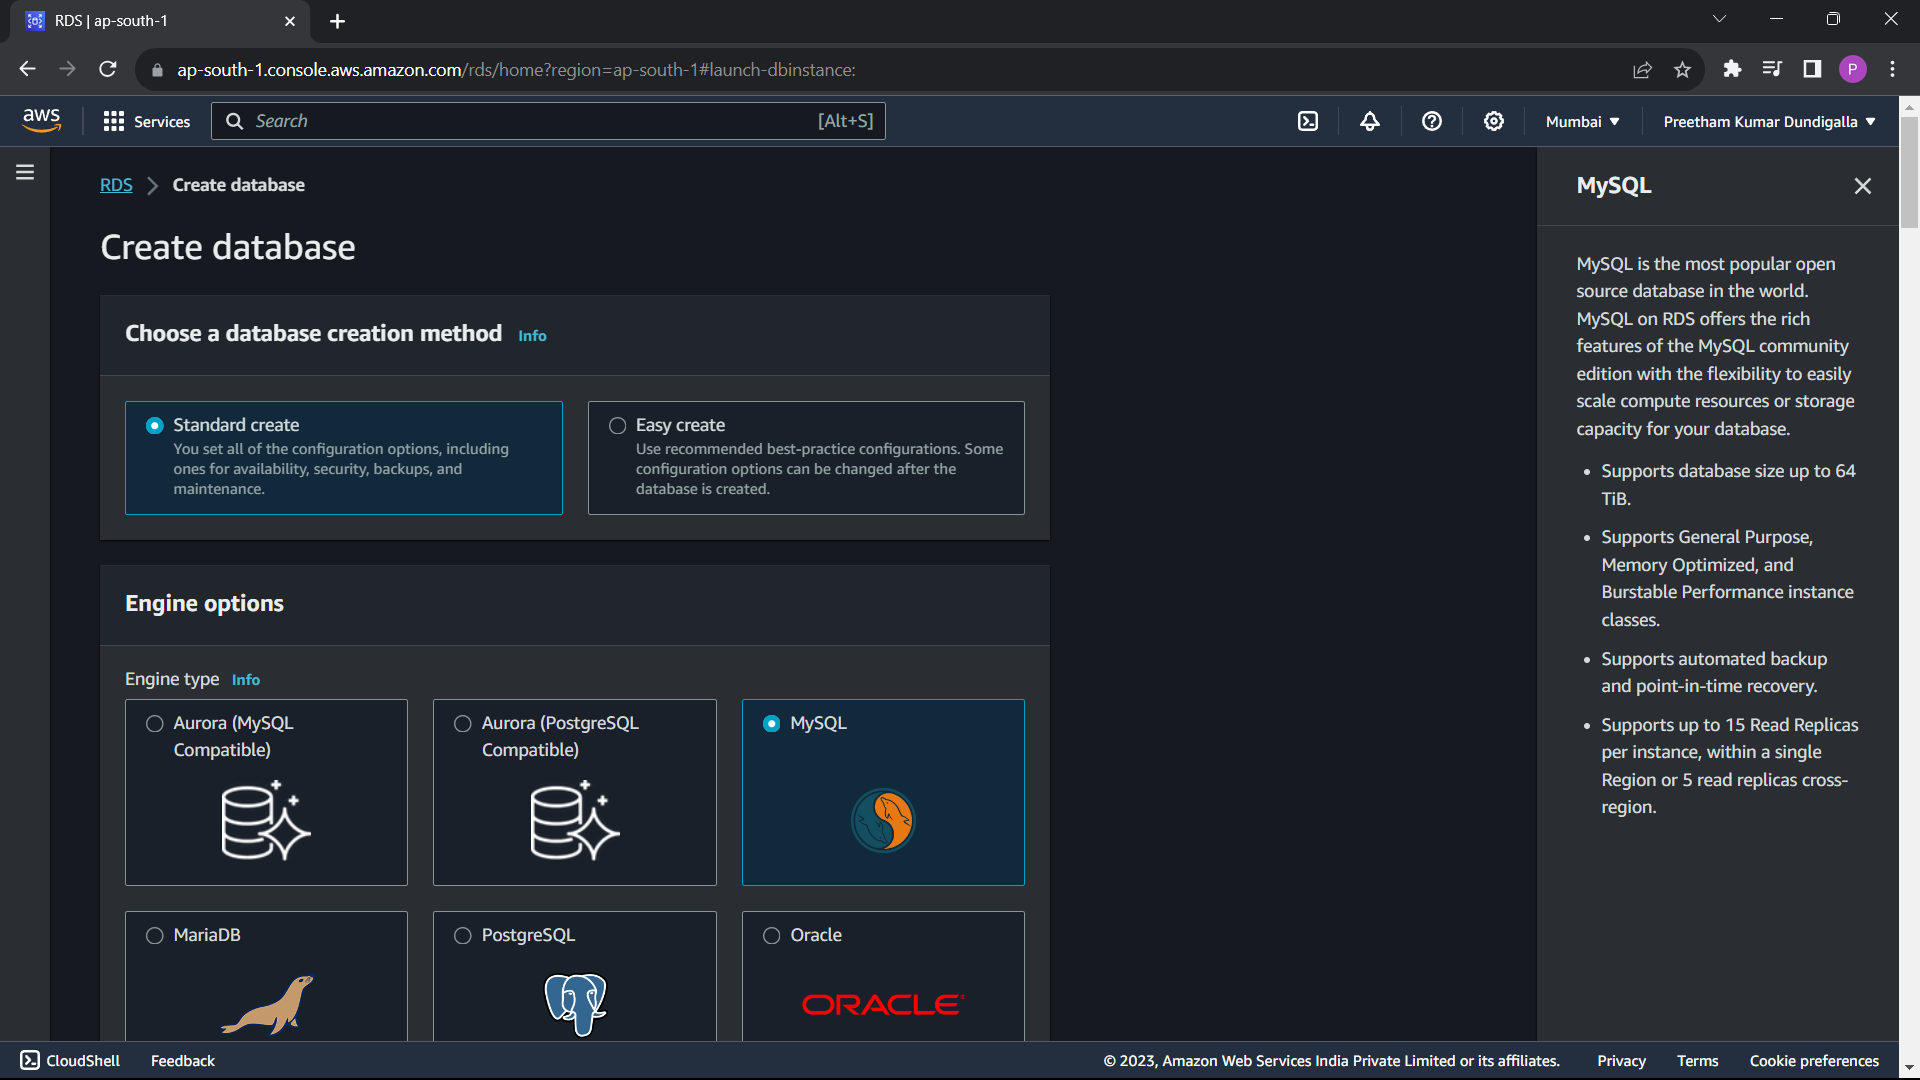 RDS | ap-south-1
ap-south-1.console.aws.amazon.com/rds/home?region=ap-south-1#launch-dbinstance:
P
aws
Services
Search
[Alt+S]
Mumbai
Preetham Kumar Dundigalla
RDS
Create database
Create database
Choose a database creation method Info
Standard create
You set all of the configuration options, including
ones for availability, security, backups, and
maintenance.
Easy create
Use recommended best-practice configurations. Some
configuration options can be changed after the
database is created.
Engine options
Engine type Info
Aurora (MySQL
Compatible)
Aurora (PostgreSQL
Compatible)
MySQL
MariaDB
PostgreSQL
Oracle
ORACLE
MySQL
MySQL is the most popular open
source database in the world.
MySQL on RDS offers the rich
features of the MySQL community
edition with the flexibility to easily
scale compute resources or storage
capacity for your database.
• Supports database size up to 64
TiB.
• Supports General Purpose,
Memory Optimized, and
Burstable Performance instance
classes.
• Supports automated backup
and point-in-time recovery.
• Supports up to 15 Read Replicas
per instance, within a single
Region or 5 read replicas cross-
region.
CloudShell
Feedback
© 2023, Amazon Web Services India Private Limited or its affiliates.
Privacy
Terms
Cookie preferences